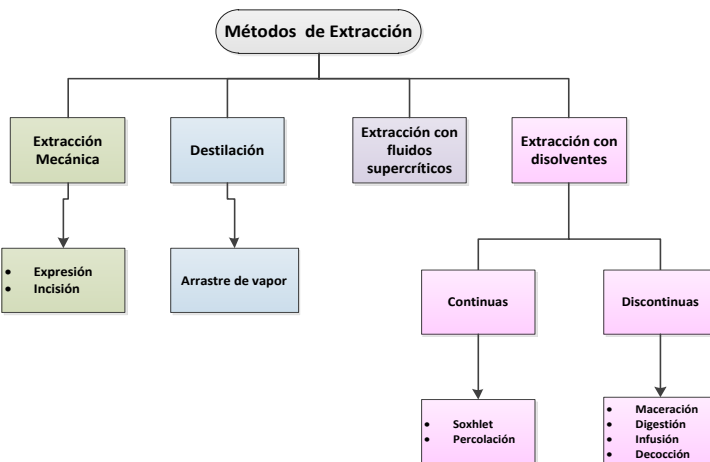 Métodos de Extracción
Extracción
Mecánica
Destilación
Extracción con
fluidos
supercríticos
Extracción con
disolventes
• Expresión
• Incisión
Arrastre de vapor
Continuas
Discontinuas
• Soxhlet
• Percolación
• Maceración
• Digestión
• Infusión
• Decocción